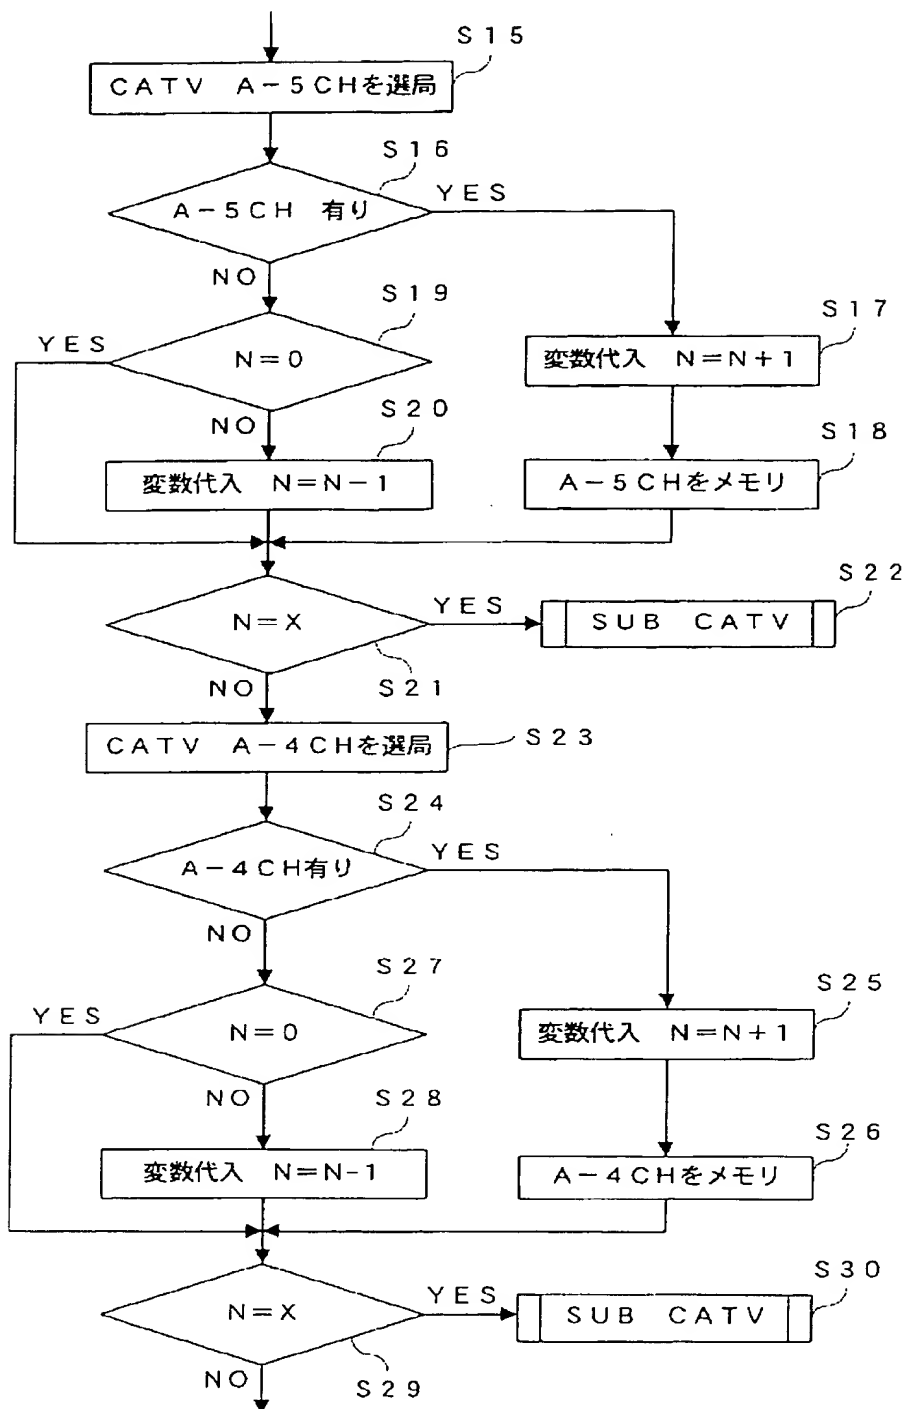 S15
CATV A-5CHを選局
S16
A-5CH 有り
YES
NO
S19
S17
YES
N=0
変数代入 N=N+1
NO
S20
S18
変数代入 N=N-1
A-5CHをメモリ
S22
N=X
YES
SUB CATV
NO
S21
CATV A-4CHを選局
S23
S24
A-4CH有り
YES
NO
S27
S25
YES
N=0
変数代入 N=N+1
NO
S28
S26
変数代入 N=N-1
A-4CHをメモリ
S30
N=X
YES
SUB CATV
NO
S29